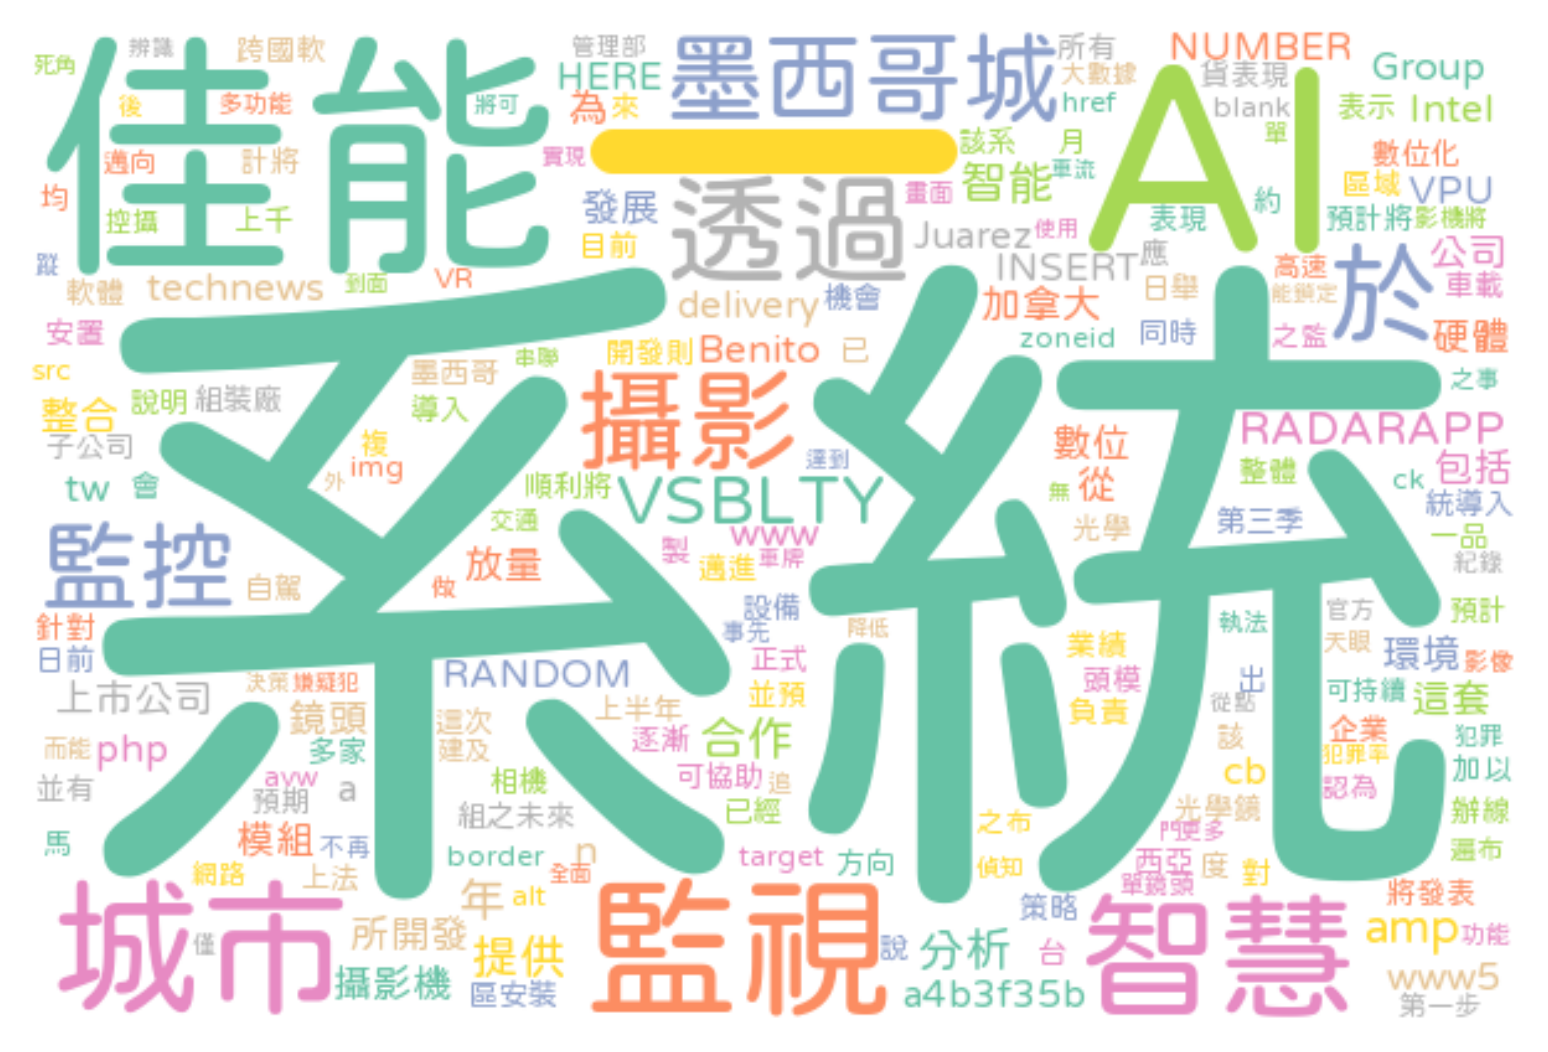 死角 辨識 跨國軟 管理部 墨西哥城 所有 NUMBER
佳能 HERE 大數據 貨表現 Group
後 多功能 將可 為 來 href AI blank 表示 Intel
一 該系 月 單 數位化
邁向 計將 實現 智能 車流 區域 VPU
均 控攝 上千 發展 透過 畫面 表現 約 預計將 影機將
目前 Juarez 使用 應 於 公司
蹤 軟體 technews 到面 VR INSERT 高速 車載
delivery 機會 加拿大 日舉 能鎖定
安置 系統 串聯 開發則 Benito 已 zoneid 同時 之監 硬體
src 墨西哥 之事
整合 說明 組裝廠 導入 攝影 RADARAPP
子公司 複 img 外 達到 數位 整體 包括
tw 會 順利將 VSBLTY 無 從 ck 統導入
監控 交通 www 光學 第三季 一品
自駕 放量 做 製 邁進 車牌 紀錄
針對 設備 事先 降低 執法 官方 預計
日前 RANDOM 正式 業績 天眼 環境 影像
上市公司 決策 嫌疑犯 並預 頭模 出 可持續 這套
鏡頭 這次 上半年 負責 從點 企業
而能 php 多家 建及 逐漸 合作 該 犯罪率 犯罪
並有 avw 預期 a 相機 可協助 追 cb 認為 加以
組之未來 已經 之布 光學鏡 辦線
馬 模組 不再 border n target 方向 門更多 遍布
網路 上法 全面 偵知 西亞 度 對
城市 年 alt 監視 單鏡頭 智慧 將發表
僅 所開發 提供 說 分析 策略 台 amp 功能
攝影機 區安裝 a4b3f35b www5
第一步